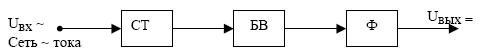 Uвх ~
Сеть ~ тока
СТ
БВ
Ф
Uвых =